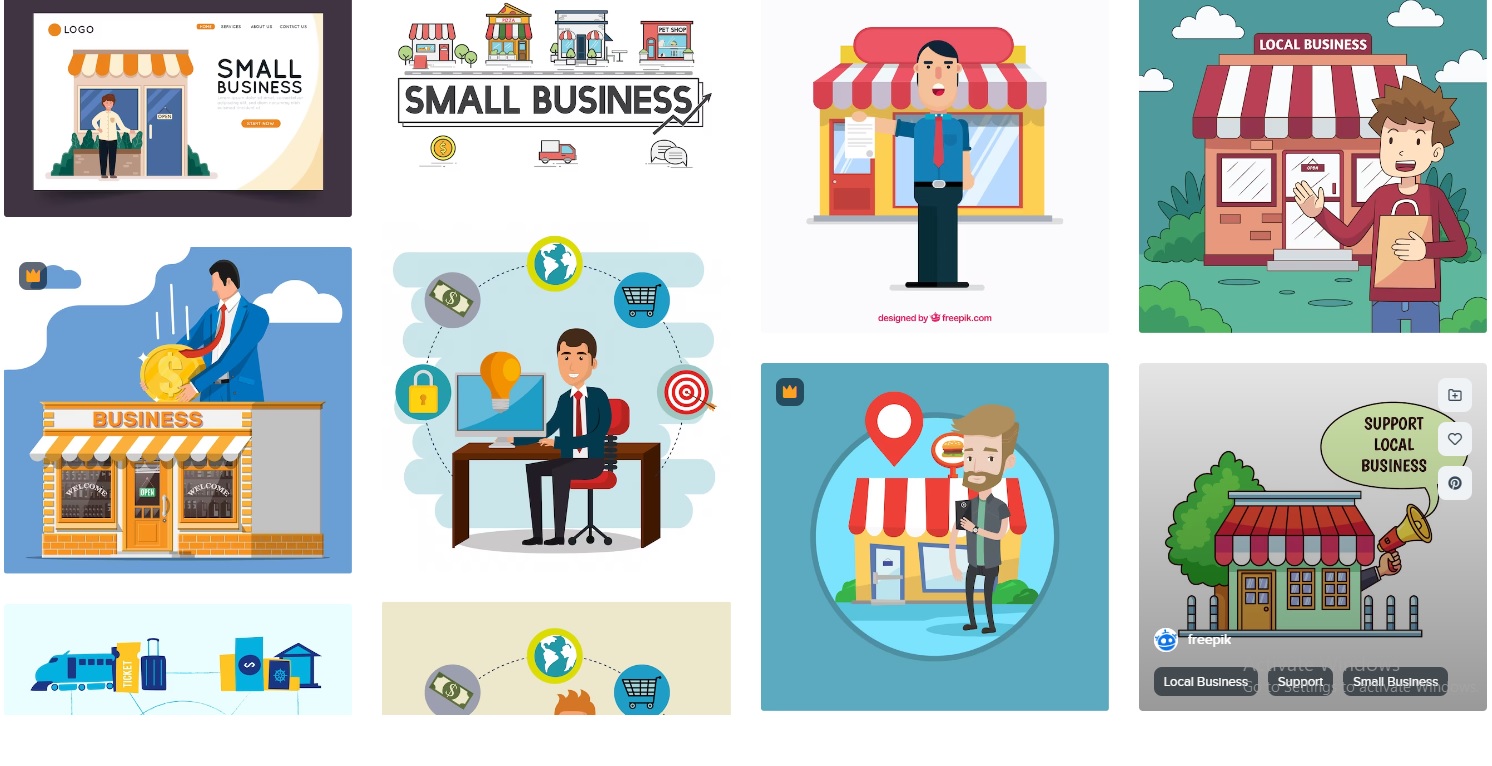 LOGO
HOME SERVICES ABOUT US CONTACT US
SMALL
BUSINESS
OPEN
START NOW
PIZZA
PET SHOP
SMALL BUSINESS
designed by freepik.com
LOCAL BUSINESS
OPEN
BUSINESS
WELCOME
OPEN
WELCOME
SUPPORT
LOCAL
BUSINESS
freepik
Local Business
Support
Small Business
Activate Windows
Go to Settings to activate Windows.
TICKET